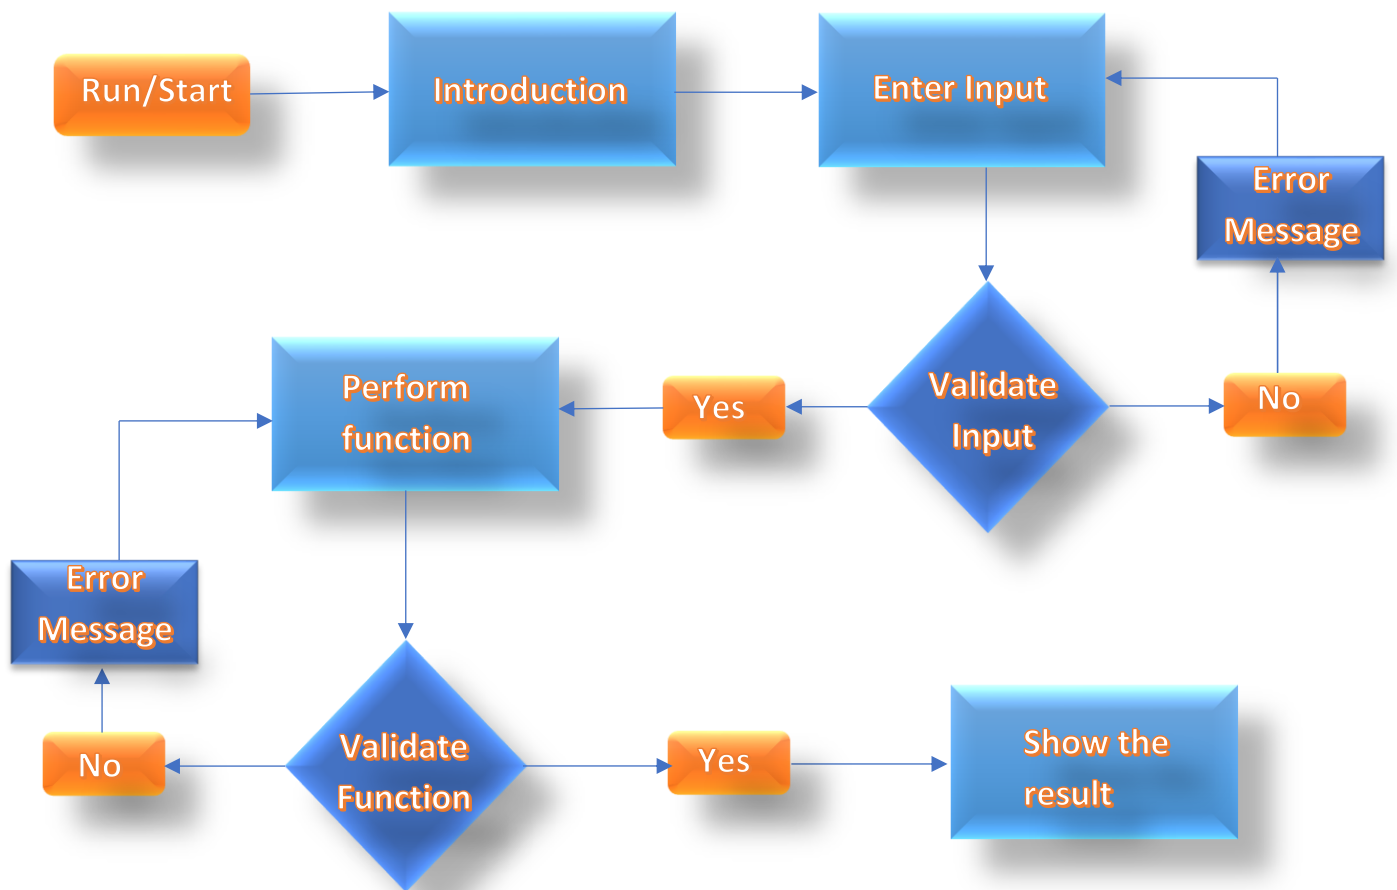 Run/Start
Introduction
Enter Input
Error
Message
Validate
Input
No
Yes
Perform
function
Error
Message
Validate
Function
No
Yes
Show the
result